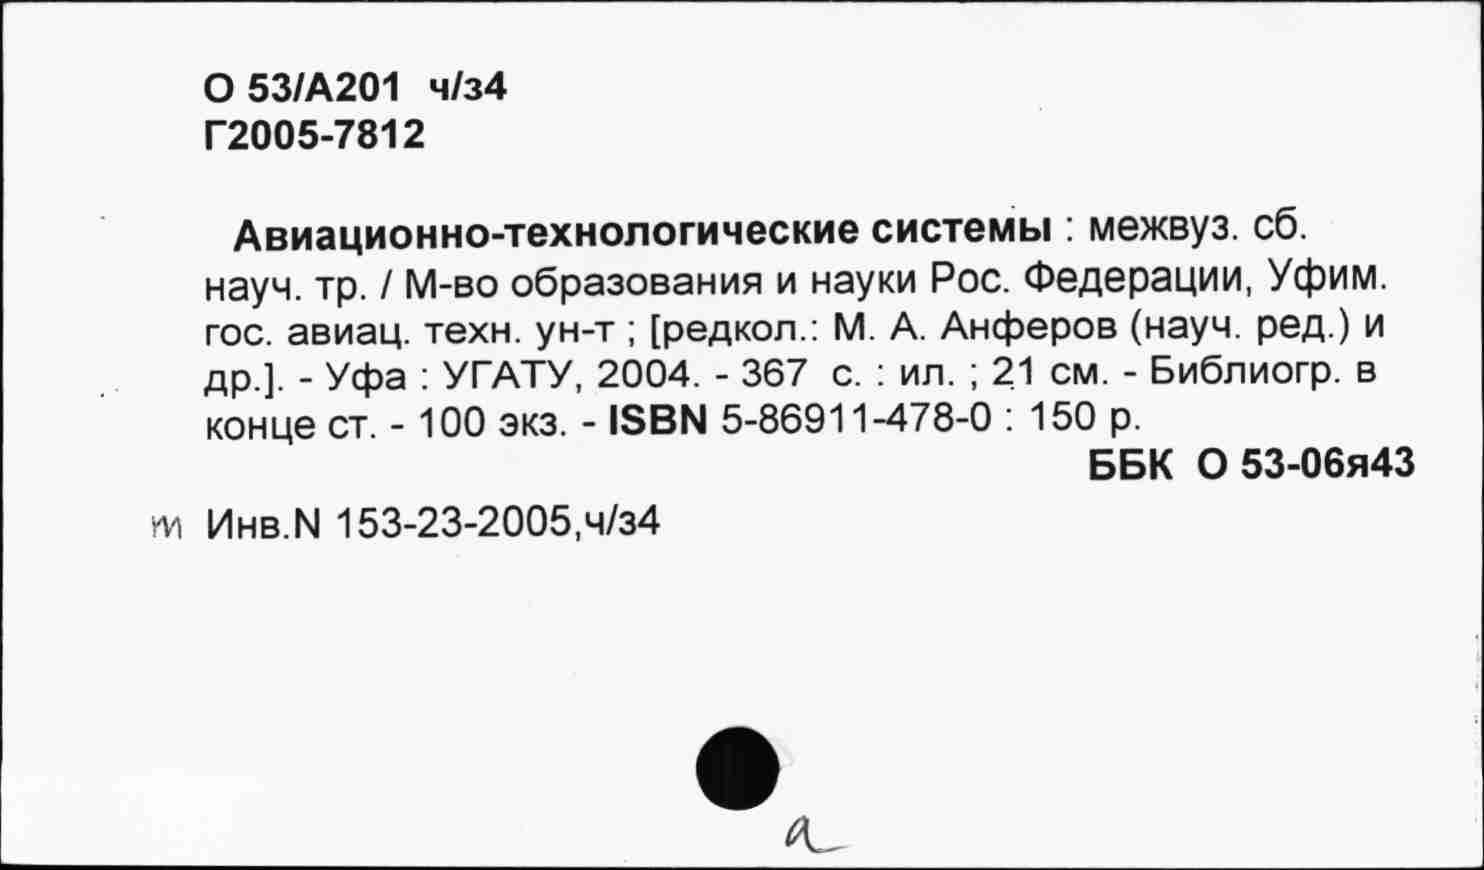 О 53/А201 ч/з4
Г2005-7812
Авиационно-технологические системы : межвуз. сб.
науч. тр. / М-во образования и науки Рос. Федерации, Уфим.
гос. авиац. техн. ун-т ; [редкол.: М. А. Анферов (науч. ред.) и
др.]. - Уфа : УГАТУ, 2004. - 367 с. : ил. ; 21 см. - Библиогр. в
конце ст. - 100 экз. - ISBN 5-86911-478-0 : 150 р.
ББК О 53-06я43
m Инв.N 153-23-2005,ч/з4
а